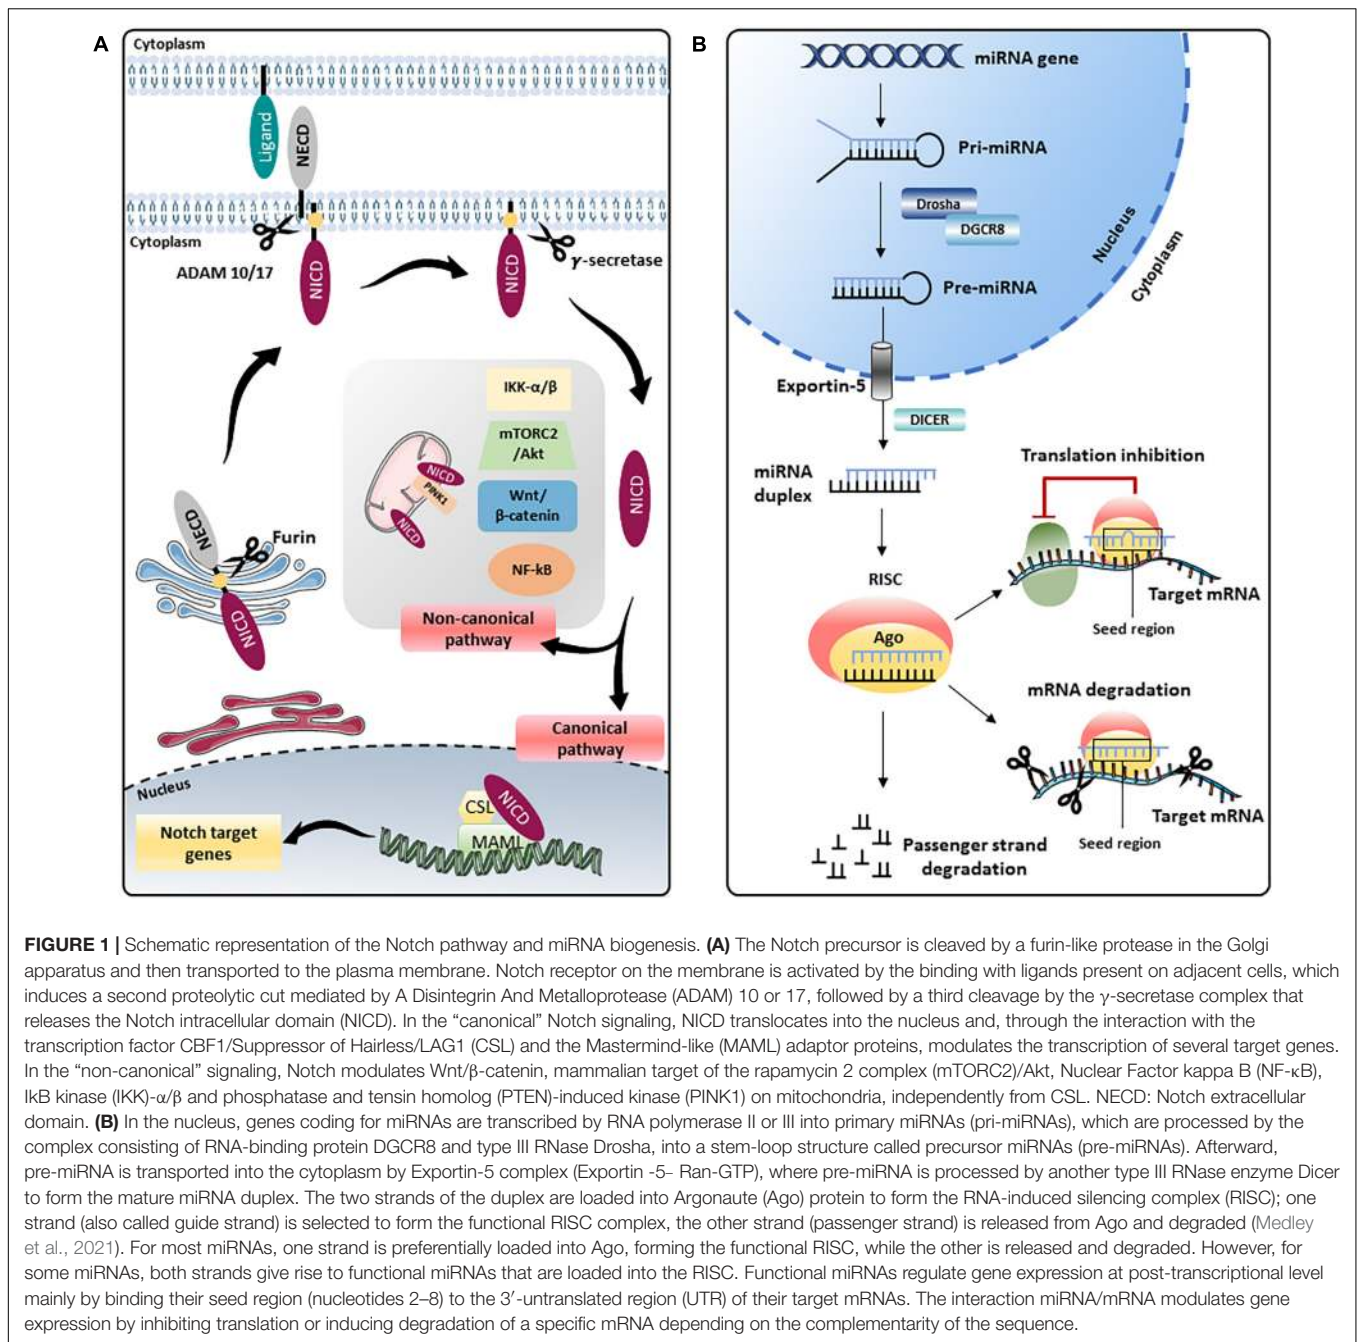 A
Cytoplasm
Ligand
NECD
Cytoplasm
ADAM 10/17
NICD
NICD
γ-secretase
IKK-α/β
mTORC2
/Akt
NICD
PINK1
NICD
Wnt/
β-catenin
NF-kB
NICD
NECD
Furin
NICD
Non-canonical
pathway
Canonical
pathway
Nucleus
CSL
NICD
MAML
Notch target
genes
B
miRNA gene
Pri-miRNA
Drosha
DGCR8
Nucleus
Cytoplasm
Pre-miRNA
Exportin-5
DICER
miRNA
duplex
Translation inhibition
RISC
Target mRNA
Seed region
Ago
mRNA degradation
Target mRNA
Seed region
Passenger strand
degradation
FIGURE 1 | Schematic representation of the Notch pathway and miRNA biogenesis. (A) The Notch precursor is cleaved by a furin-like protease in the Golgi
apparatus and then transported to the plasma membrane. Notch receptor on the membrane is activated by the binding with ligands present on adjacent cells, which
induces a second proteolytic cut mediated by A Disintegrin And Metalloprotease (ADAM) 10 or 17, followed by a third cleavage by the γ-secretase complex that
releases the Notch intracellular domain (NICD). In the “canonical” Notch signaling, NICD translocates into the nucleus and, through the interaction with the
transcription factor CBF1/Suppressor of Hairless/LAG1 (CSL) and the Mastermind-like (MAML) adaptor proteins, modulates the transcription of several target genes.
In the “non-canonical” signaling, Notch modulates Wnt/β-catenin, mammalian target of the rapamycin 2 complex (mTORC2)/Akt, Nuclear Factor kappa B (NF-κB),
IkB kinase (IKK)-α/β and phosphatase and tensin homolog (PTEN)-induced kinase (PINK1) on mitochondria, independently from CSL. NECD: Notch extracellular
domain. (B) In the nucleus, genes coding for miRNAs are transcribed by RNA polymerase II or III into primary miRNAs (pri-miRNAs), which are processed by the
complex consisting of RNA-binding protein DGCR8 and type III RNase Drosha, into a stem-loop structure called precursor miRNAs (pre-miRNAs). Afterward,
pre-miRNA is transported into the cytoplasm by Exportin-5 complex (Exportin -5- Ran-GTP), where pre-miRNA is processed by another type III RNase enzyme Dicer
to form the mature miRNA duplex. The two strands of the duplex are loaded into Argonaute (Ago) protein to form the RNA-induced silencing complex (RISC); one
strand (also called guide strand) is selected to form the functional RISC complex, the other strand (passenger strand) is released from Ago and degraded (Medley
et al., 2021). For most miRNAs, one strand is preferentially loaded into Ago, forming the functional RISC, while the other is released and degraded. However, for
some miRNAs, both strands give rise to functional miRNAs that are loaded into the RISC. Functional miRNAs regulate gene expression at post-transcriptional level
mainly by binding their seed region (nucleotides 2–8) to the 3′-untranslated region (UTR) of their target mRNAs. The interaction miRNA/mRNA modulates gene
expression by inhibiting translation or inducing degradation of a specific mRNA depending on the complementarity of the sequence.